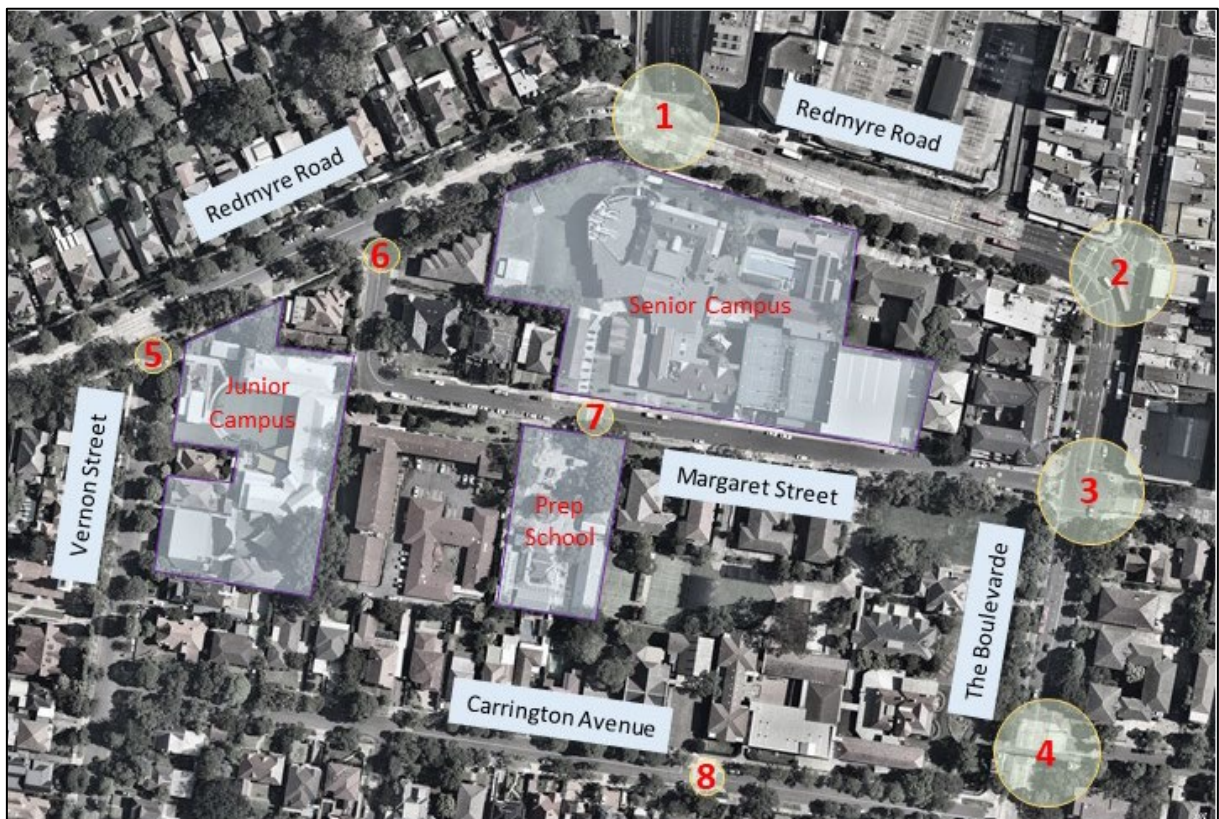 1
Redmyre Road
Redmyre Road
2
6
Senior Campus
5
Junior
Campus
7
Vernon Street
Margaret Street
3
Prep
School
The Boulevarde
Carrington Avenue
4
8